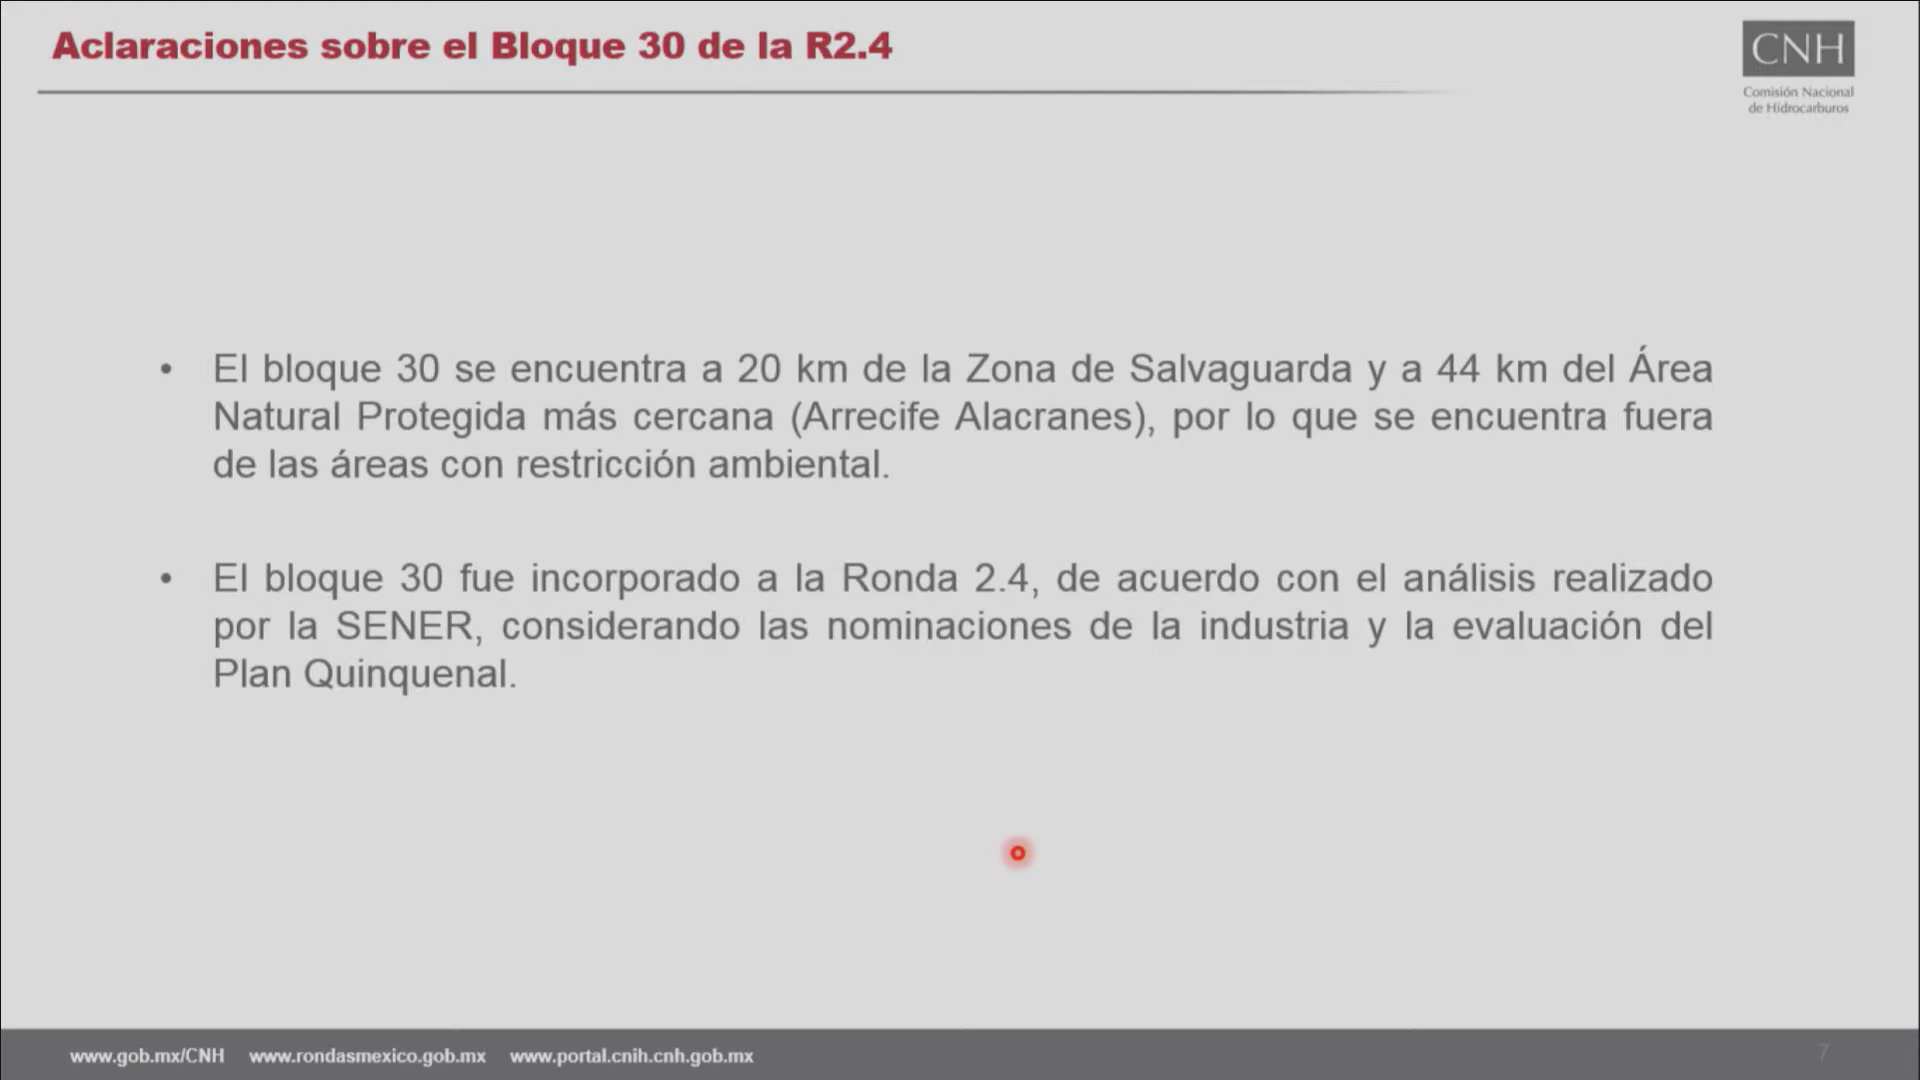 Aclaraciones sobre el Bloque 30 de la R2.4
CNH
Comisión Nacional
de Hidrocarburos
• El bloque 30 se encuentra a 20 km de la Zona de Salvaguarda y a 44 km del Área
Natural Protegida más cercana (Arrecife Alacranes), por lo que se encuentra fuera
de las áreas con restricción ambiental.
• El bloque 30 fue incorporado a la Ronda 2.4, de acuerdo con el análisis realizado
por la SENER, considerando las nominaciones de la industria y la evaluación del
Plan Quinquenal.
www.gob.mx/CNH www.rondasmexico.gob.mx www.portal.cnih.cnh.gob.mx
7